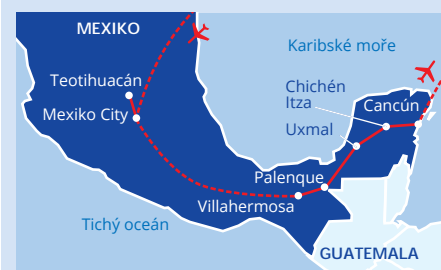 MEXIKO
Karibské moře
Teotihuacán
Chichén
Itza
Cancún
Mexiko City
Uxmal
Palenque
Villahermosa
Tichý oceán
GUATEMALA